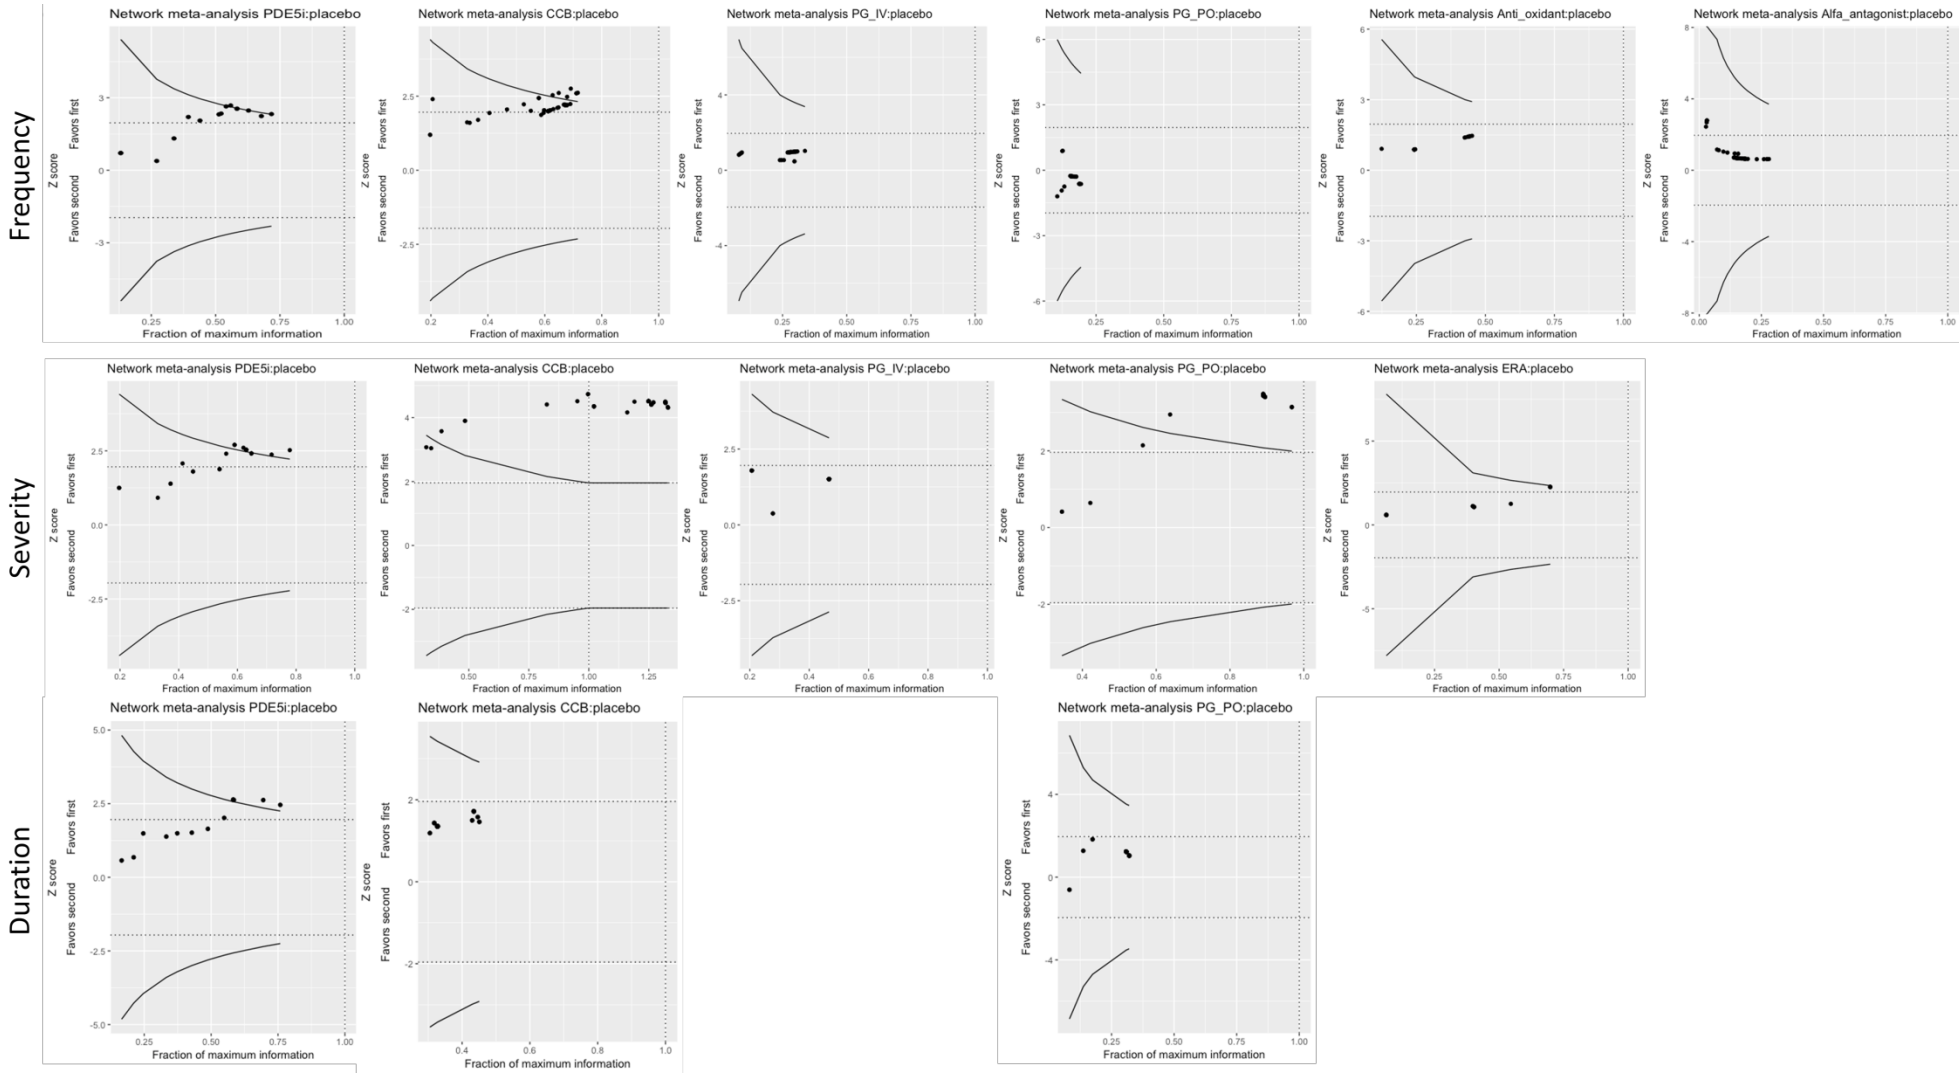 Frequency
Network meta-analysis PDE5i:placebo
Z score
Favors second Favors first
3
0
-3
0.25 0.50 0.75 1.00
Fraction of maximum information
Network meta-analysis CCB:placebo
Z score
Favors second Favors first
2.5
0.0
-2.5
0.2 0.4 0.6 0.8 1.0
Fraction of maximum information
Network meta-analysis PG_IV:placebo
Z score
Favors second Favors first
4
0
-4
0.25 0.50 0.75 1.00
Fraction of maximum information
Network meta-analysis PG_PO:placebo
Z score
Favors second Favors first
6
3
0
-3
-6
0.25 0.50 0.75 1.00
Fraction of maximum information
Network meta-analysis Anti_oxidant:placebo
Z score
Favors second Favors first
6
3
0
-3
-6
0.25 0.50 0.75 1.00
Fraction of maximum information
Network meta-analysis Alfa_antagonist:placebo
Z score
Favors second Favors first
8
4
0
-4
-8
0.00 0.25 0.50 0.75 1.00
Fraction of maximum information
Severity
Network meta-analysis PDE5i:placebo
Z score
Favors second Favors first
2.5
0.0
-2.5
0.2 0.4 0.6 0.8 1.0
Fraction of maximum information
Network meta-analysis CCB:placebo
Z score
Favors second Favors first
4
2
0
-2
0.50 0.75 1.00 1.25
Fraction of maximum information
Network meta-analysis PG_IV:placebo
Z score
Favors second Favors first
2.5
0.0
-2.5
0.2 0.4 0.6 0.8 1.0
Fraction of maximum information
Network meta-analysis PG_PO:placebo
Z score
Favors second Favors first
2
0
-2
0.4 0.6 0.8 1.0
Fraction of maximum information
Network meta-analysis ERA:placebo
Z score
Favors second Favors first
5
0
-5
0.25 0.50 0.75 1.00
Fraction of maximum information
Duration
Network meta-analysis PDE5i:placebo
Z score
Favors second Favors first
5.0
2.5
0.0
-2.5
-5.0
0.25 0.50 0.75 1.00
Fraction of maximum information
Network meta-analysis CCB:placebo
Z score
Favors second Favors first
2
0
-2
0.4 0.6 0.8 1.0
Fraction of maximum information
Network meta-analysis PG_PO:placebo
Z score
Favors second Favors first
4
0
-4
0.25 0.50 0.75 1.00
Fraction of maximum information